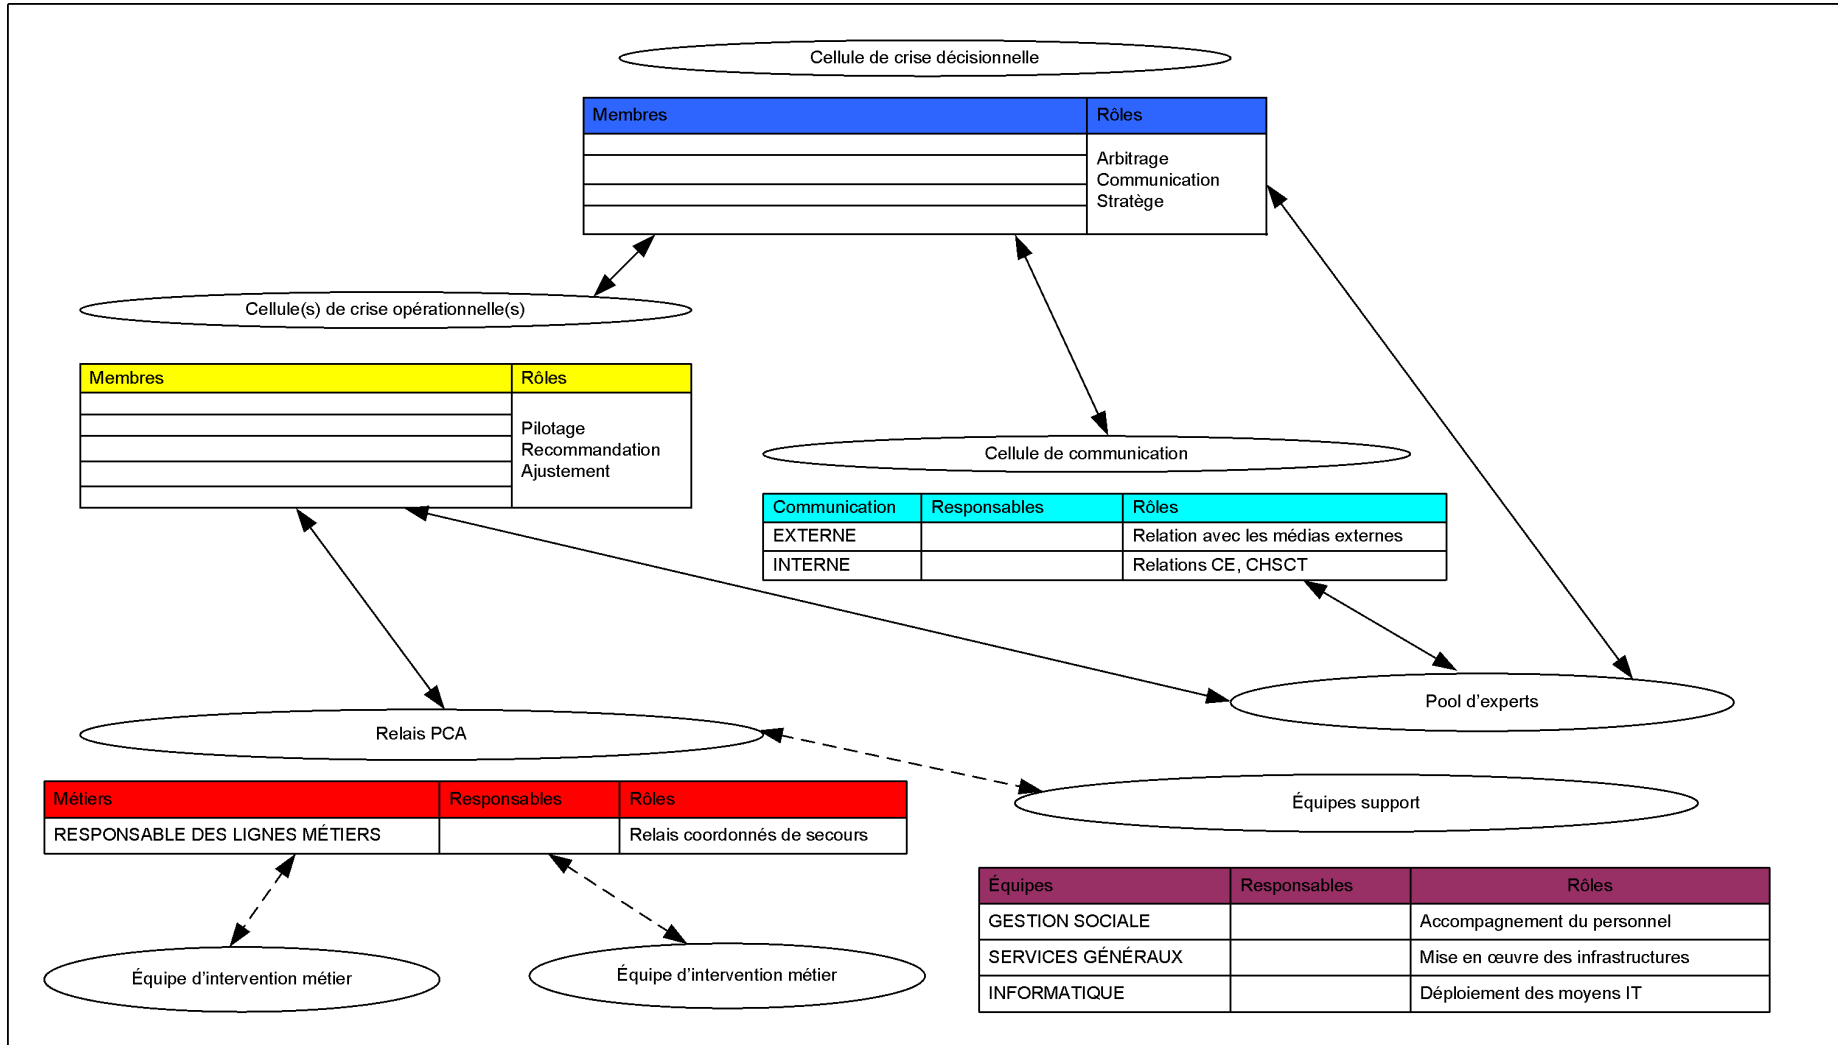 Cellule de crise décisionnelle
Membres Rôles
Arbitrage
Communication
Stratège
Cellule(s) de crise opérationnelle(s)
Membres Rôles
Pilotage
Recommandation
Ajustement
Cellule de communication
Communication Responsables Rôles
EXTERNE Relation avec les médias externes
INTERNE Relations CE, CHSCT
Pool d'experts
Relais PCA
Métiers Responsables Rôles
RESPONSABLE DES LIGNES MÉTIERS Relais coordonnés de secours
Équipes support
Équipes Responsables Rôles
GESTION SOCIALE Accompagnement du personnel
SERVICES GÉNÉRAUX Mise en œuvre des infrastructures
INFORMATIQUE Déploiement des moyens IT
Équipe d'intervention métier
Équipe d'intervention métier